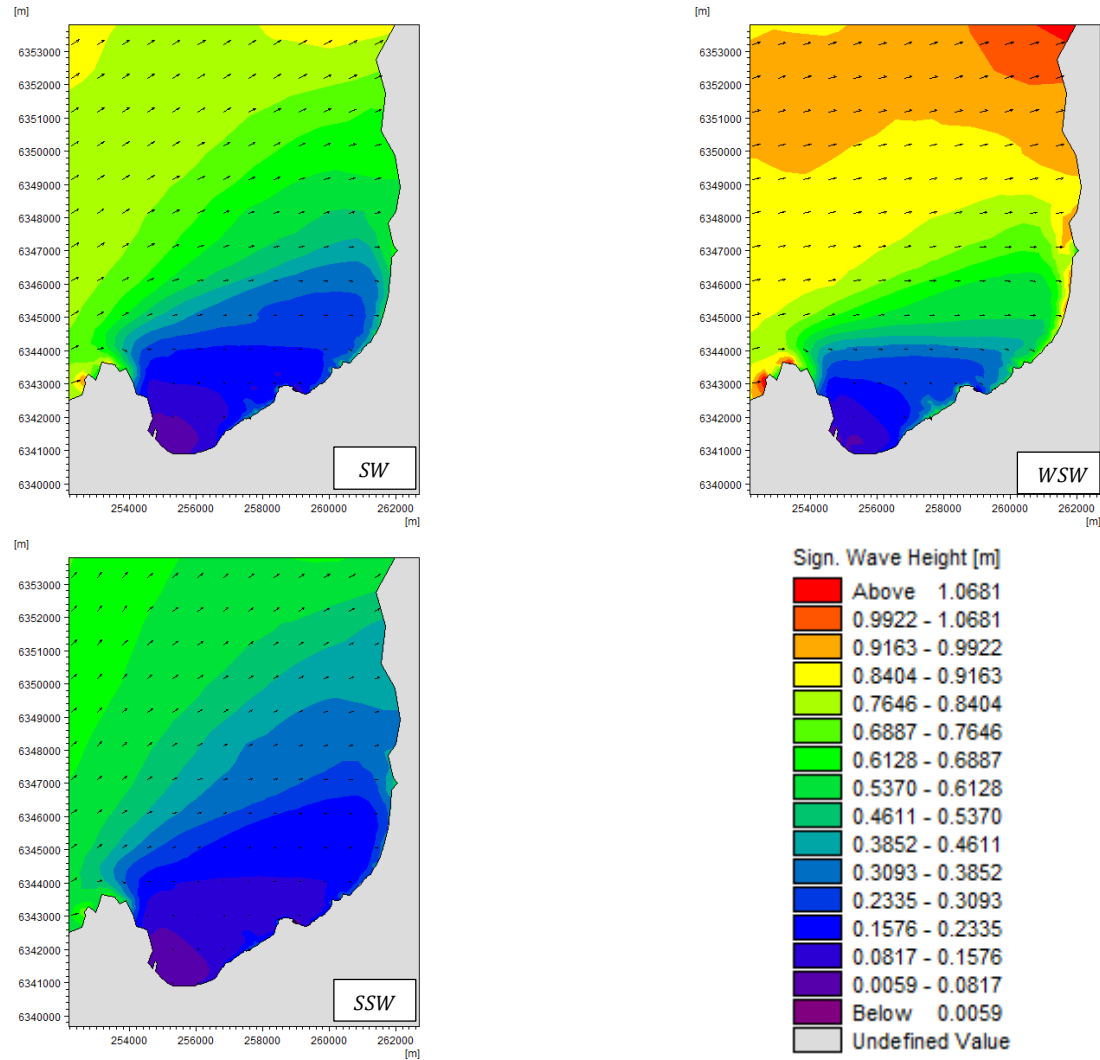 [m]
6353000
6352000
6351000
6350000
6349000
6348000
6347000
6346000
6345000
6344000
6343000
6342000
6341000
6340000
SW
254000 256000 258000 260000 262000
[m]
[m]
6353000
6352000
6351000
6350000
6349000
6348000
6347000
6346000
6345000
6344000
6343000
6342000
6341000
6340000
WSW
254000 256000 258000 260000 262000
[m]
[m]
6353000
6352000
6351000
6350000
6349000
6348000
6347000
6346000
6345000
6344000
6343000
6342000
6341000
6340000
SSW
254000 256000 258000 260000 262000
[m]
Sign. Wave Height [m]
Above 1.0681
0.9922 - 1.0681
0.9163 - 0.9922
0.8404 - 0.9163
0.7646 - 0.8404
0.6887 - 0.7646
0.6128 - 0.6887
0.5370 - 0.6128
0.4611 - 0.5370
0.3852 - 0.4611
0.3093 - 0.3852
0.2335 - 0.3093
0.1576 - 0.2335
0.0817 - 0.1576
0.0059 - 0.0817
Below 0.0059
Undefined Value